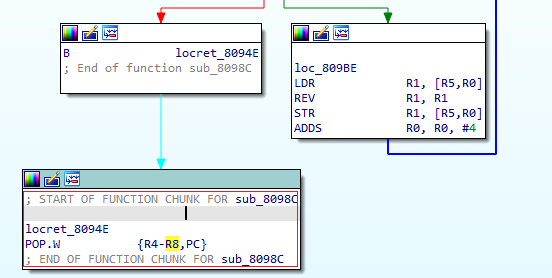 B locret_8094E
; End of function sub_8098C
loc_809BE
LDR R1, [R5,R0]
REV R1, R1
STR R1, [R5,R0]
ADDS R0, R0, #4
; START OF FUNCTION CHUNK FOR sub_8098C
locret_8094E
POP.W {R4-R8,PC}
; END OF FUNCTION CHUNK FOR sub_8098C